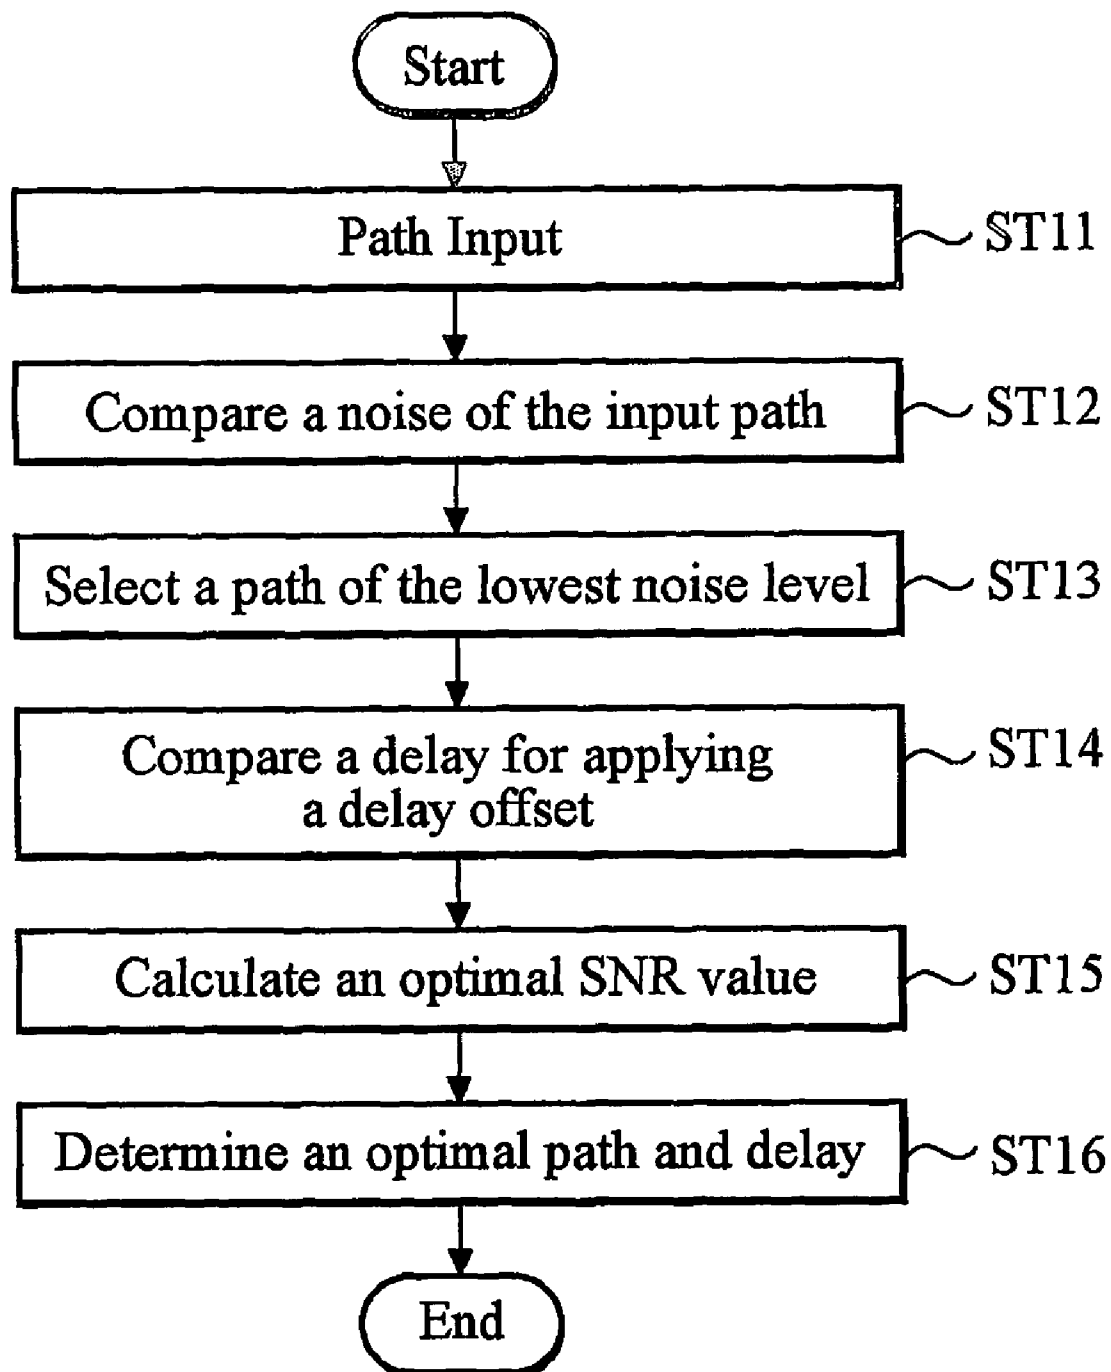 Start
Path Input
ST11
Compare a noise of the input path
ST12
Select a path of the lowest noise level
ST13
Compare a delay for applying
a delay offset
ST14
Calculate an optimal SNR value
ST15
Determine an optimal path and delay
ST16
End